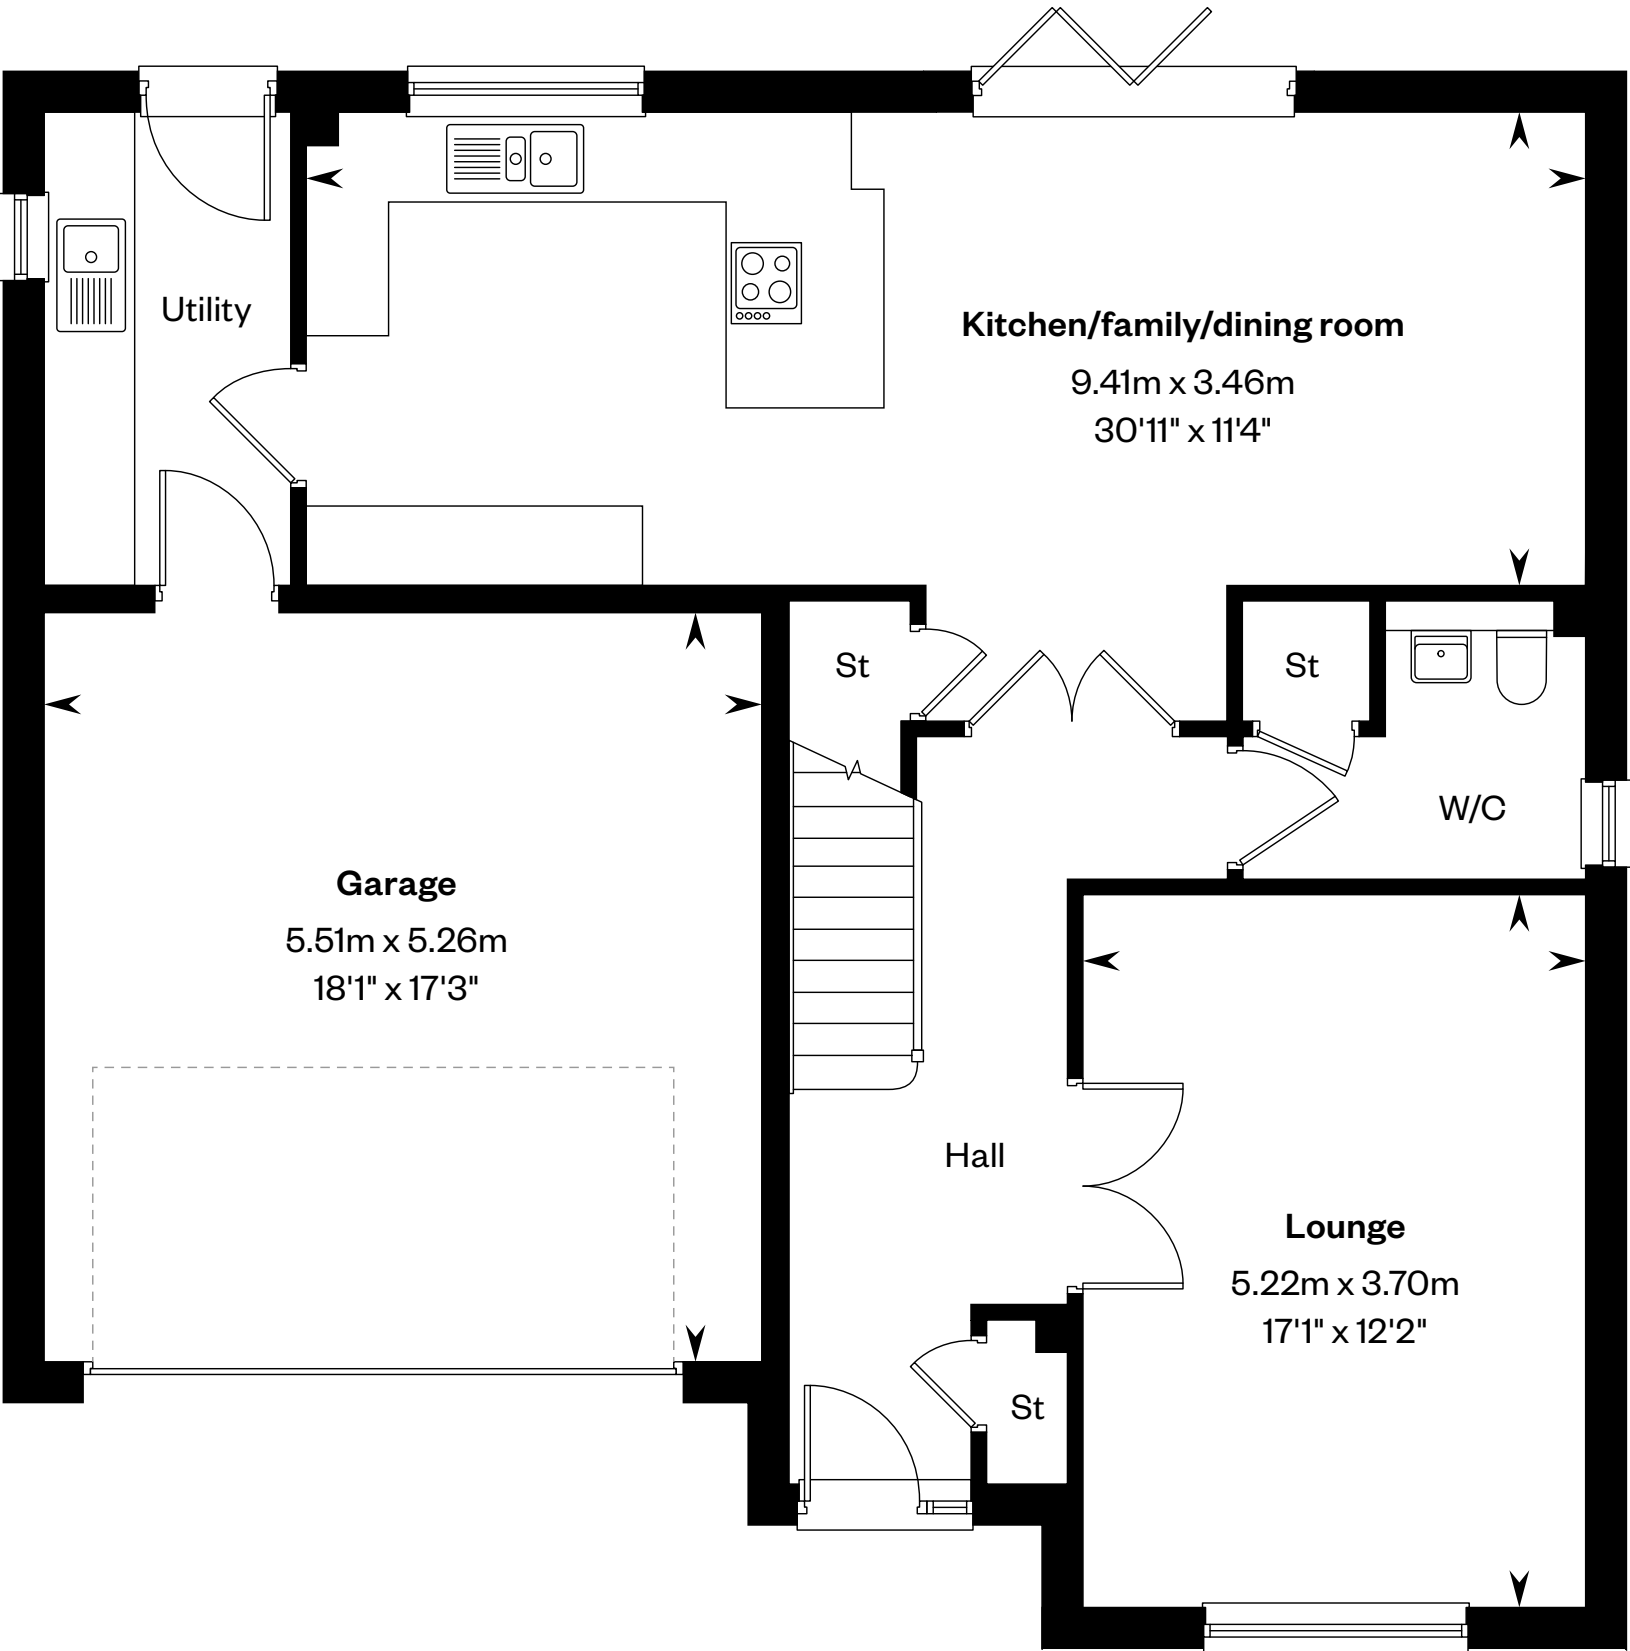 Utility
Kitchen/family/dining room
9.41m x 3.46m
30'11" x 11'4"
St
St
W/C
Garage
5.51m x 5.26m
18'1" x 17'3"
Hall
Lounge
5.22m x 3.70m
17'1" x 12'2"
St